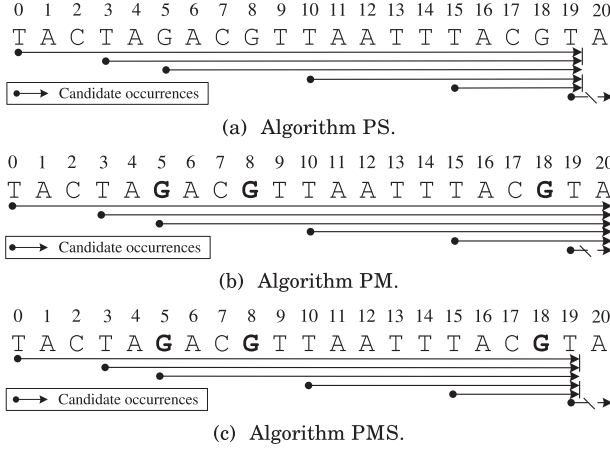 0 1 2 3 4 5 6 7 8 9 10 11 12 13 14 15 16 17 18 19 20
T A C T A G A C G T T A A T T T A C G T A
Candidate occurrences
(a) Algorithm PS.
0 1 2 3 4 5 6 7 8 9 10 11 12 13 14 15 16 17 18 19 20
T A C T A G A C G T T A A T T T A C G T A
Candidate occurrences
(b) Algorithm PM.
0 1 2 3 4 5 6 7 8 9 10 11 12 13 14 15 16 17 18 19 20
T A C T A G A C G T T A A T T T A C G T A
Candidate occurrences
(c) Algorithm PMS.